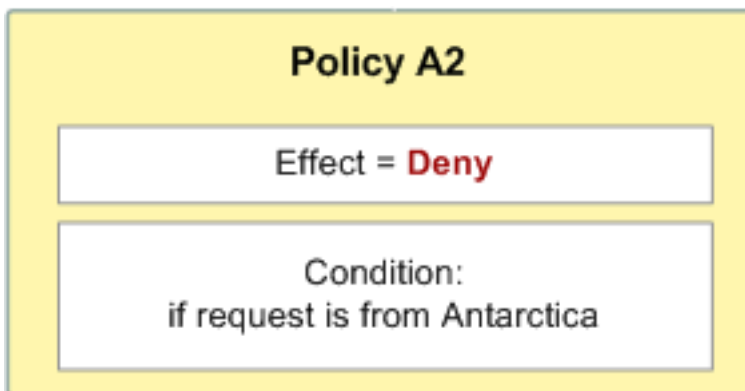 Policy A2
Effect = Deny
Condition:
if request is from Antarctica